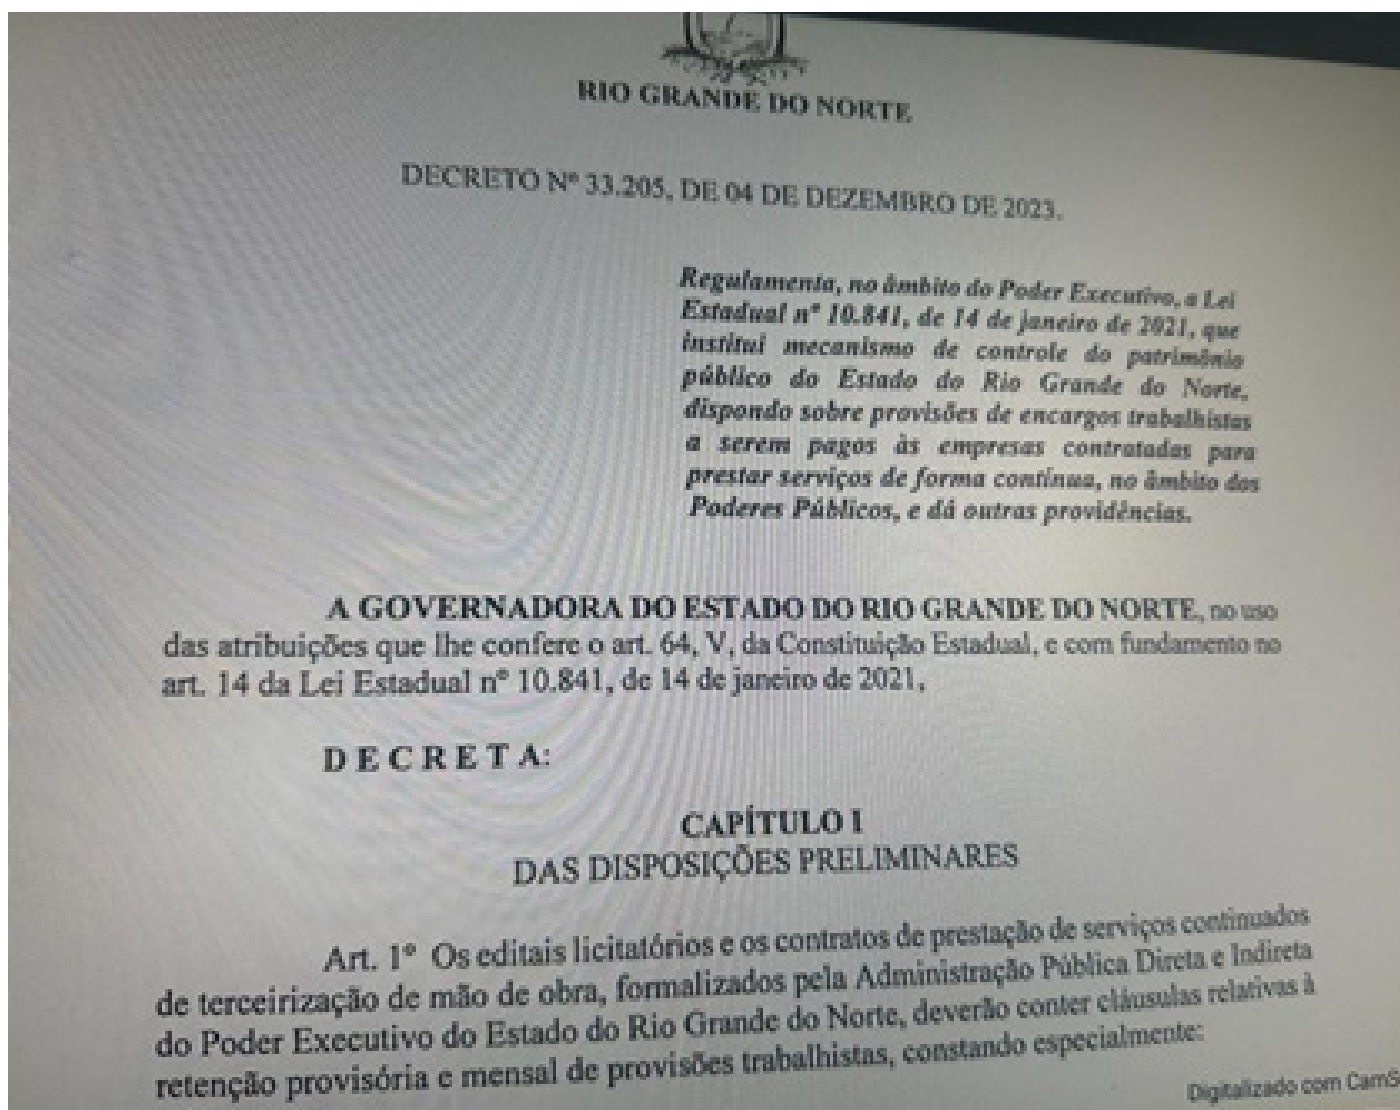 RIO GRANDE DO NORTE
DECRETO Nº 33.205, DE 04 DE DEZEMBRO DE 2023.
Regulamenta, no âmbito do Poder Executivo, a Lei
Estadual nº 10.841, de 14 de janeiro de 2021, que
institui mecanismo de controle do patrimônio
público do Estado do Rio Grande do Norte,
dispondo sobre provisões de encargos trabalhistas
a serem pagos às empresas contratadas para
prestar serviços de forma contínua, no âmbito dos
Poderes Públicos, e dá outras providências.
A GOVERNADORA DO ESTADO DO RIO GRANDE DO NORTE, no uso
das atribuições que lhe confere o art. 64, V, da Constituição Estadual, e com fundamento no
art. 14 da Lei Estadual nº 10.841, de 14 de janeiro de 2021,
D E C R E T A:
CAPÍTULO I
DAS DISPOSIÇÕES PRELIMINARES
Art. 1º Os editais licitatórios e os contratos de prestação de serviços continuados
de terceirização de mão de obra, formalizados pela Administração Pública Direta e Indireta
do Poder Executivo do Estado do Rio Grande do Norte, deverão conter cláusulas relativas à
retenção provisória e mensal de provisões trabalhistas, constando especialmente:
Digitalizado com CamS